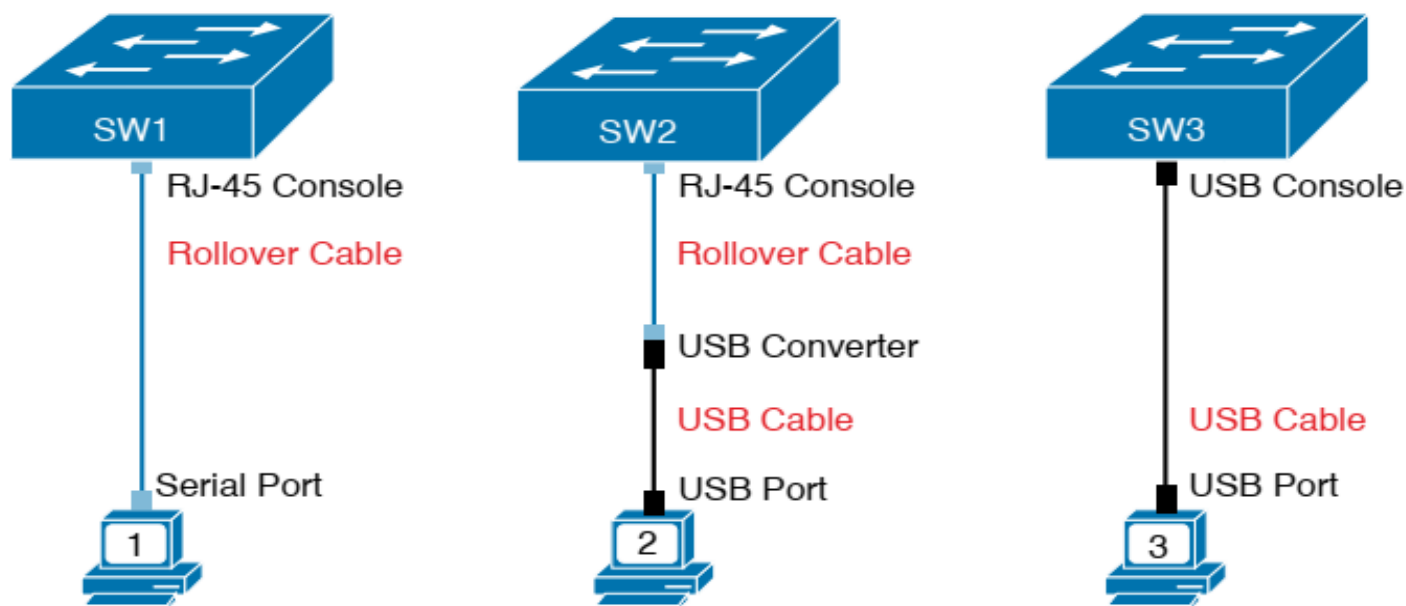 SW1
RJ-45 Console
Rollover Cable
Serial Port
1
SW2
RJ-45 Console
Rollover Cable
USB Converter
USB Cable
USB Port
2
SW3
USB Console
USB Cable
USB Port
3